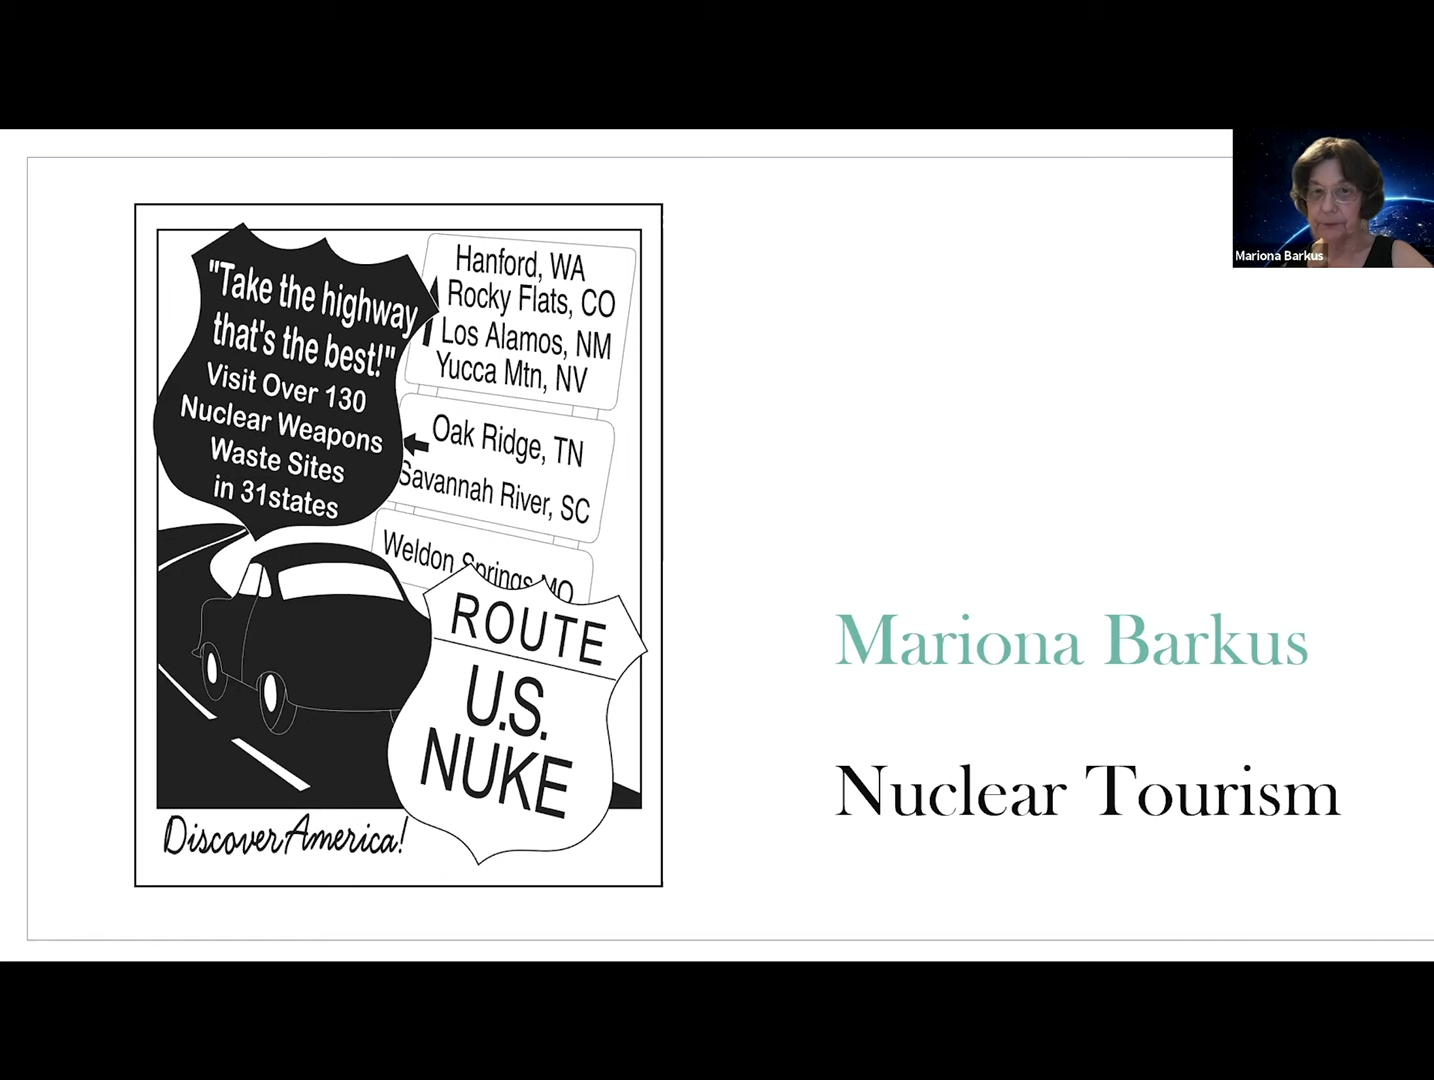 "Take the highway
that's the best!"
Visit Over 130
Nuclear Weapons
Waste Sites
in 31states
Hanford, WA
Rocky Flats, CO
Los Alamos, NM
Yucca Mtn, NV
Oak Ridge, TN
Savannah River, SC
Weldon Springs MO
ROUTE
U.S.
NUKE
Discover America!
Mariona Barkus
Nuclear Tourism
Mariona Barkus